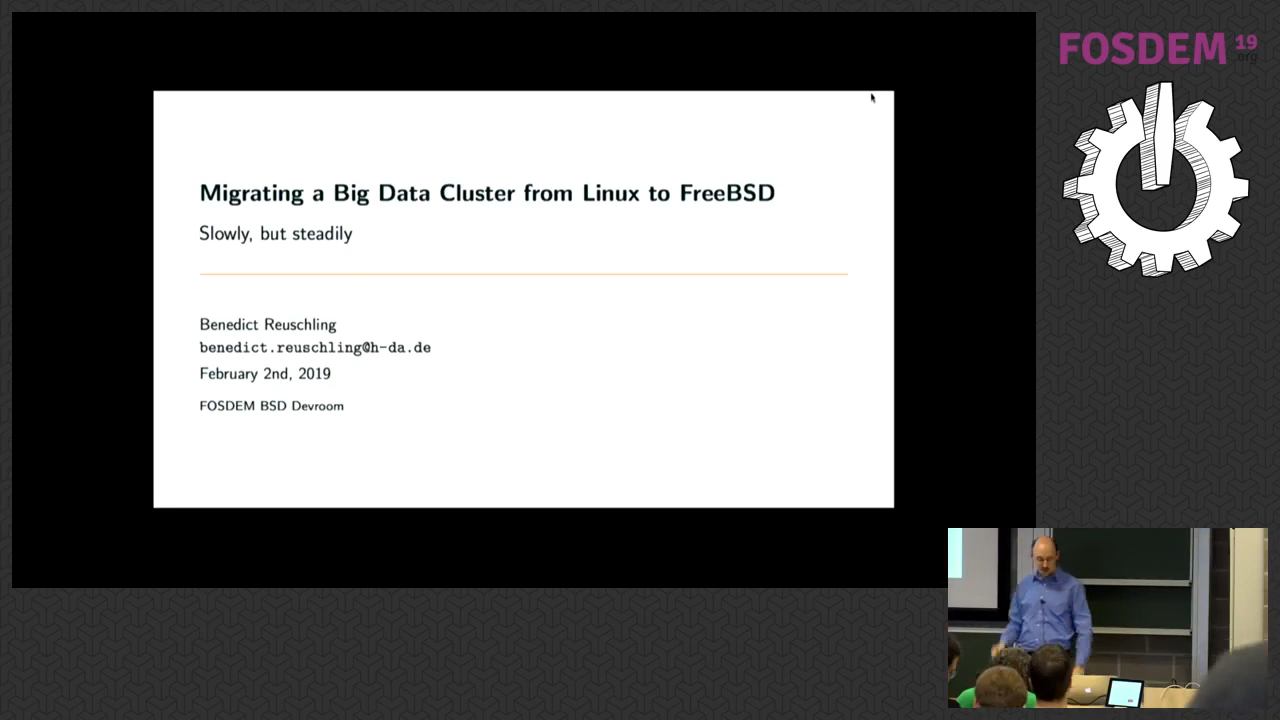 FOSDEM 19
.org
Migrating a Big Data Cluster from Linux to FreeBSD
Slowly, but steadily
Benedict Reuschling
benedict.reuschling@h-da.de
February 2nd, 2019
FOSDEM BSD Devroom